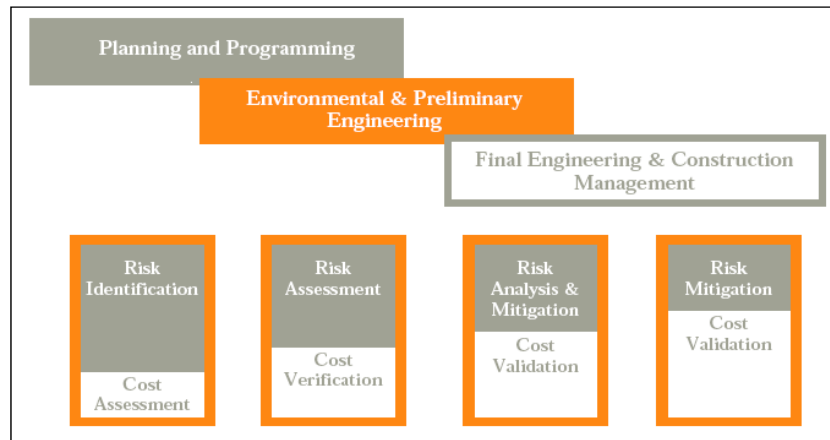 Planning and Programming
Environmental & Preliminary
Engineering
Final Engineering & Construction
Management
Risk
Identification
Cost
Assessment
Risk
Assessment
Cost
Verification
Risk
Analysis &
Mitigation
Cost
Validation
Risk
Mitigation
Cost
Validation